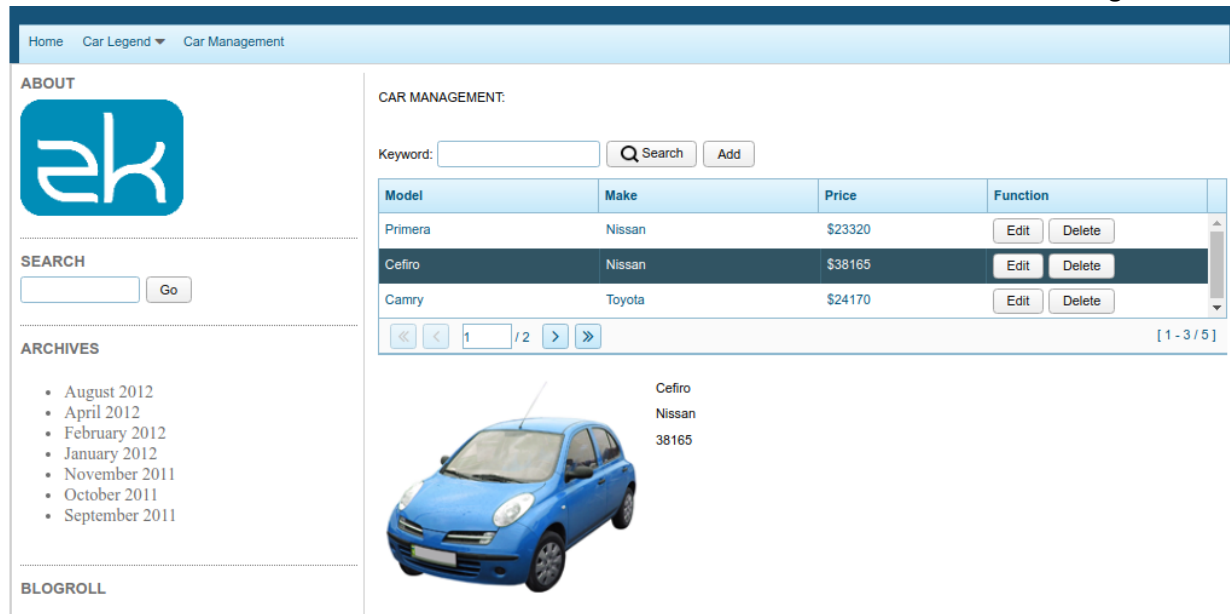 Home Car Legend Car Management
ABOUT
zk
SEARCH
Go
ARCHIVES
August 2012
April 2012
February 2012
January 2012
November 2011
October 2011
September 2011
BLOGROLL
CAR MANAGEMENT:
Keyword: Search Add
Model Make Price Function
Primera Nissan $23320 Edit Delete
Cefiro Nissan $38165 Edit Delete
Camry Toyota $24170 Edit Delete
1 / 2 [ 1 - 3 / 5 ]
Cefiro
Nissan
38165